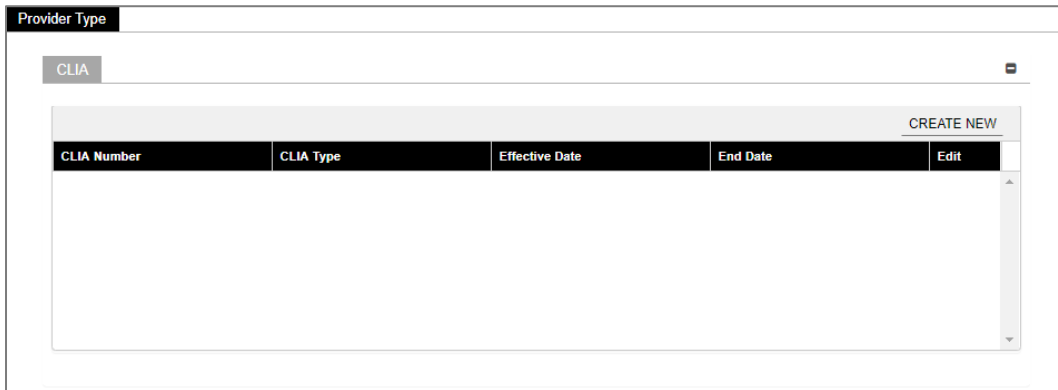 Provider Type
CLIA
CREATE NEW
CLIA Number CLIA Type Effective Date End Date Edit